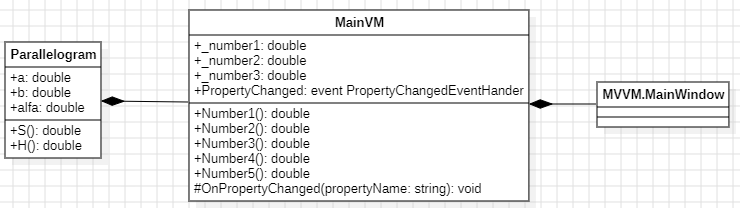 Parallelogram
+a: double
+b: double
+alfa: double
+S(): double
+H(): double
MainVM
+_number1: double
+_number2: double
+_number3: double
+PropertyChanged: event PropertyChangedEventHander
+Number1(): double
+Number2(): double
+Number3(): double
+Number4(): double
+Number5(): double
#OnPropertyChanged(propertyName: string): void
MVVM.MainWindow